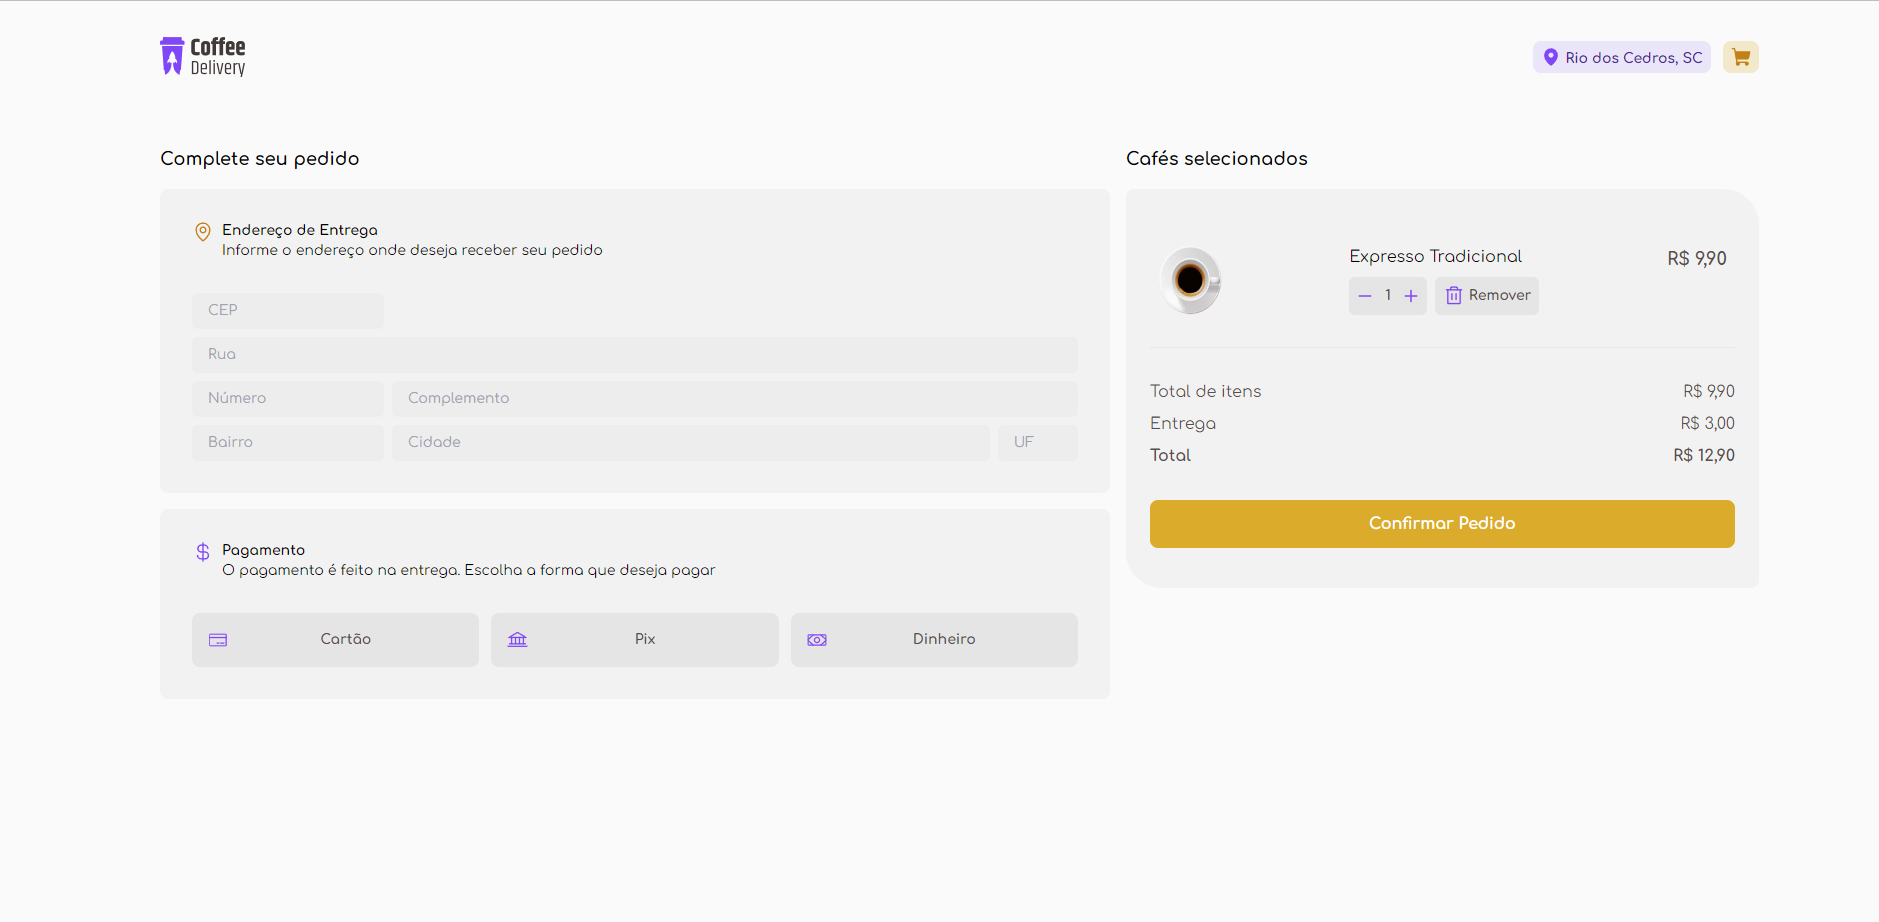 Coffee
Delivery
Rio dos Cedros, SC
Complete seu pedido
Endereço de Entrega
Informe o endereço onde deseja receber seu pedido
CEP
Rua
Número
Complemento
Bairro
Cidade
UF
Pagamento
O pagamento é feito na entrega. Escolha a forma que deseja pagar
Cartão
Pix
Dinheiro
Cafés selecionados
Expresso Tradicional
R$ 9,90
1
Remover
Total de itens R$ 9,90
Entrega R$ 3,00
Total R$ 12,90
Confirmar Pedido